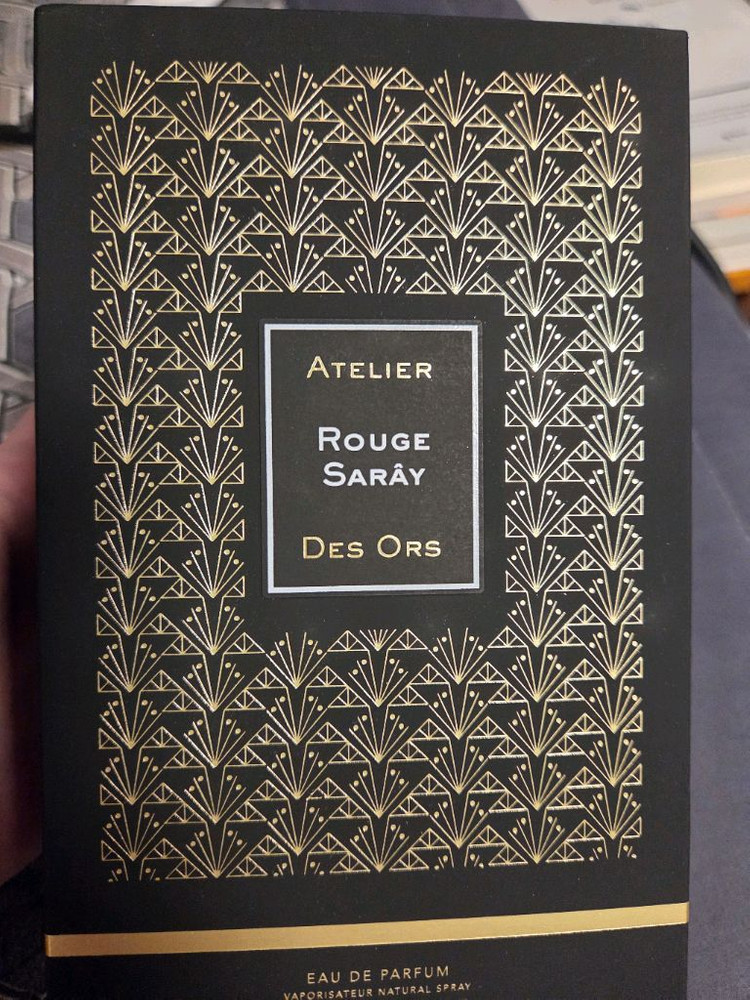 Atelier
Rouge
Sarây
Des Ors
EAU DE PARFUM
VAPORISATEUR NATURAL SPRAY